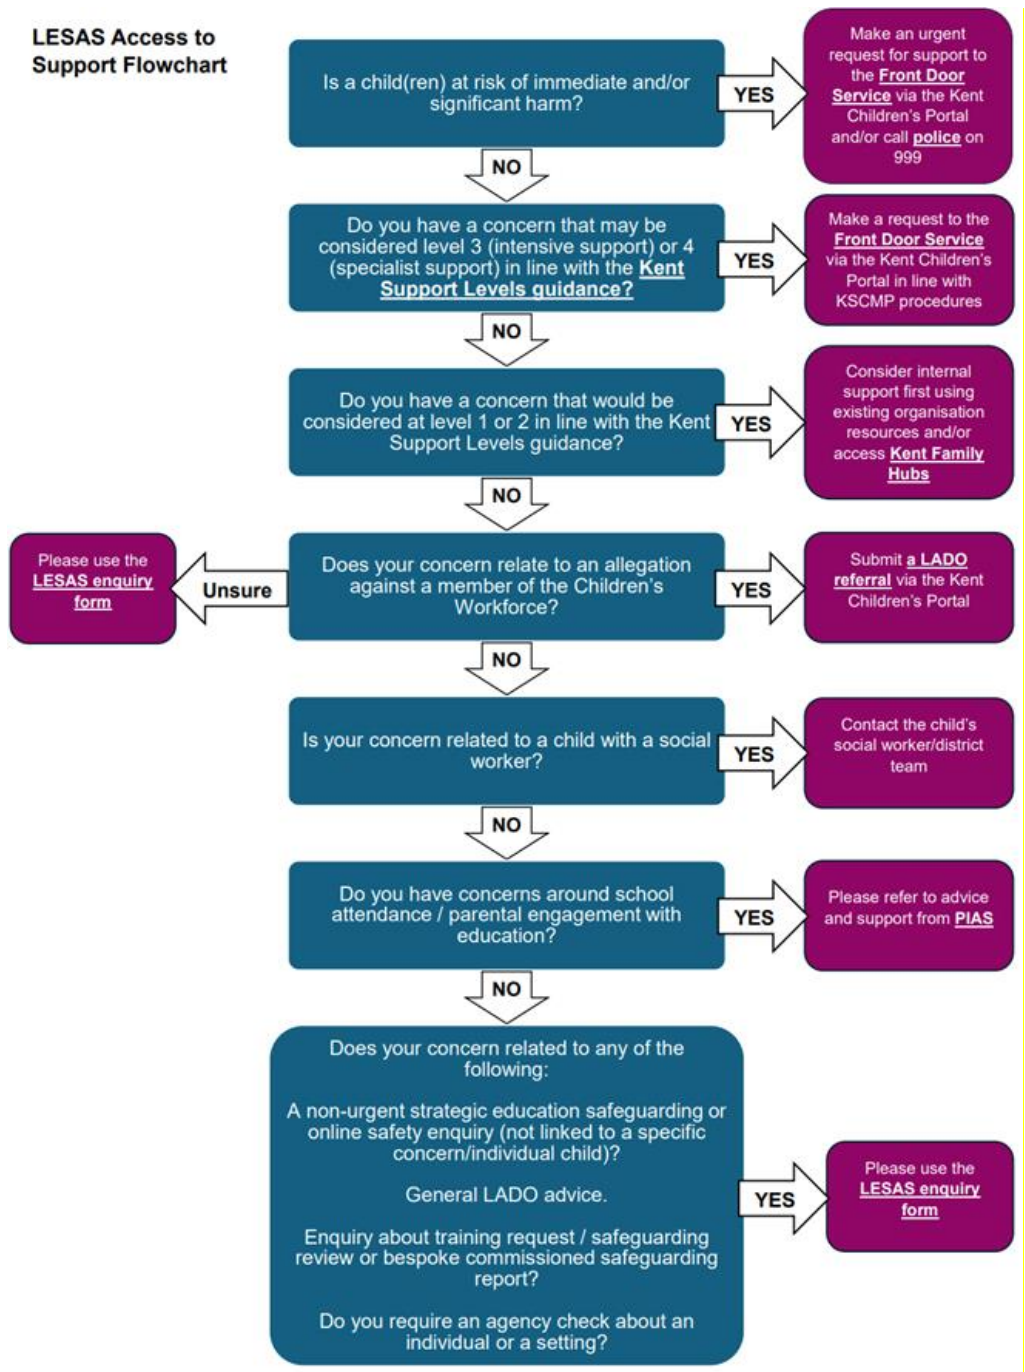 LESAS Access to
Support Flowchart
Is a child(ren) at risk of immediate and/or
significant harm?
YES
Make an urgent
request for support to
the Front Door
Service via the Kent
Children's Portal
and/or call police on
999
NO
Do you have a concern that may be
considered level 3 (intensive support) or 4
(specialist support) in line with the Kent
Support Levels guidance?
YES
Make a request to the
Front Door Service
via the Kent Children's
Portal in line with
KSCMP procedures
NO
Do you have a concern that would be
considered at level 1 or 2 in line with the Kent
Support Levels guidance?
YES
Consider internal
support first using
existing organisation
resources and/or
access Kent Family
Hubs
NO
Please use the
LESAS enquiry
form
Unsure
Does your concern relate to an allegation
against a member of the Children's
Workforce?
YES
Submit a LADO
referral via the Kent
Children's Portal
NO
Is your concern related to a child with a social
worker?
YES
Contact the child's
social worker/district
team
NO
Do you have concerns around school
attendance / parental engagement with
education?
YES
Please refer to advice
and support from PIAS
NO
Does your concern related to any of the
following:
A non-urgent strategic education safeguarding or
online safety enquiry (not linked to a specific
concern/individual child)?
General LADO advice.
Enquiry about training request / safeguarding
review or bespoke commissioned safeguarding
report?
Do you require an agency check about an
individual or a setting?
YES
Please use the
LESAS enquiry
form